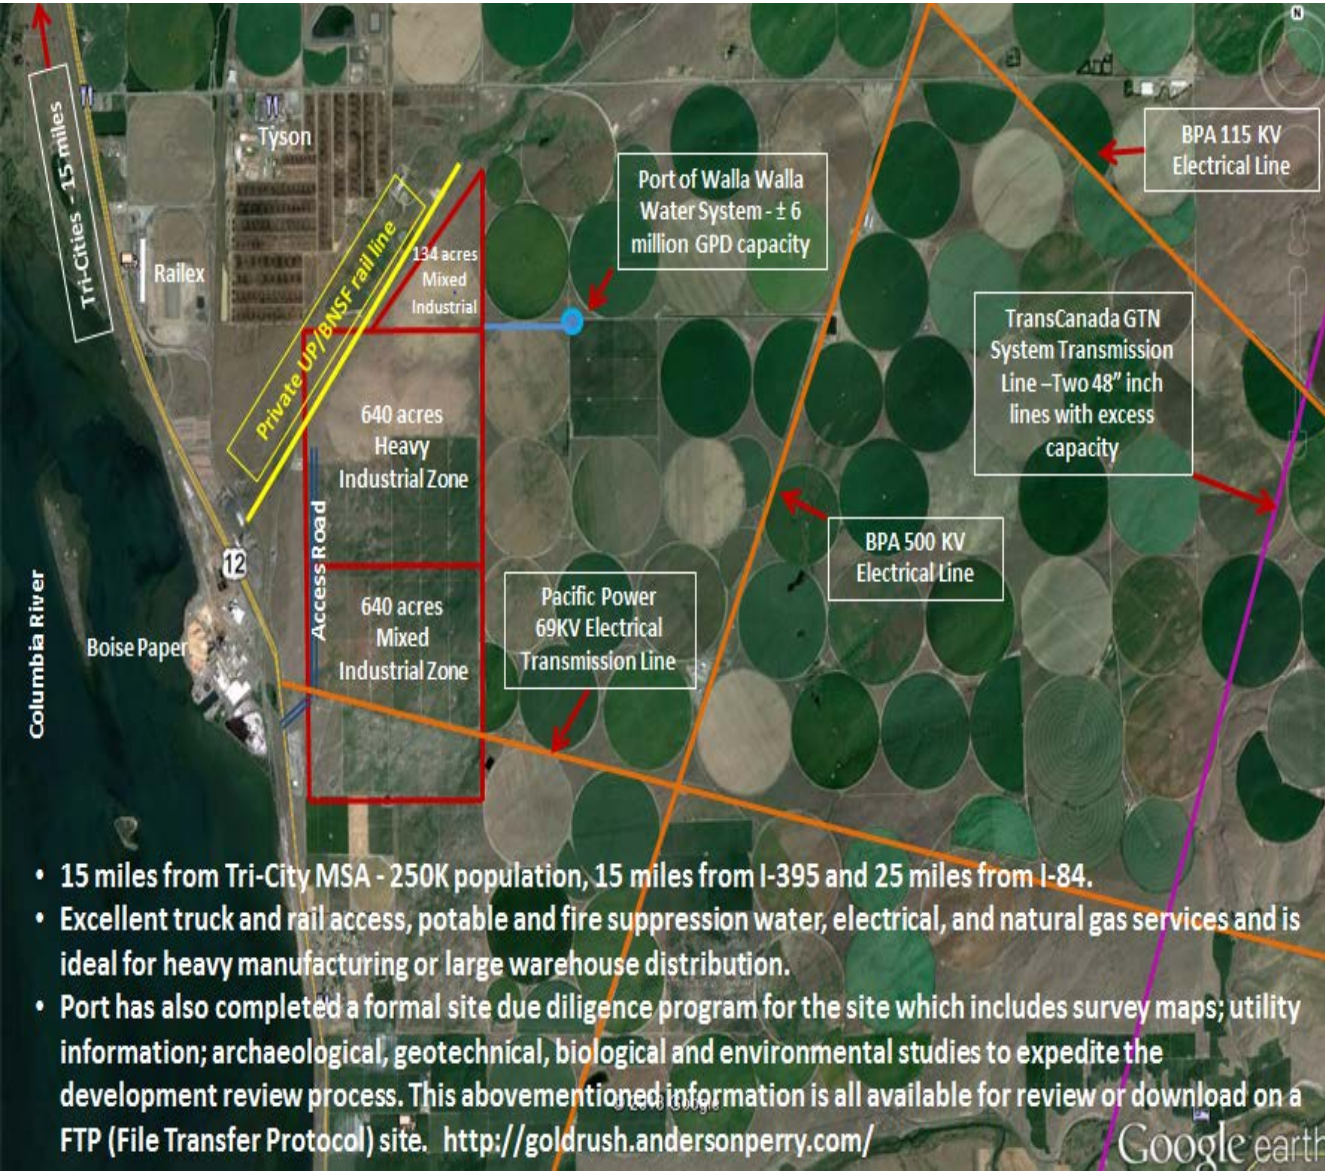 N
Tri-Cities - 15 miles
Tyson
Railex
Private UP/BNSF rail line
134 acres
Mixed
Industrial
Port of Walla Walla
Water System - ± 6
million GPD capacity
BPA 115 KV
Electrical Line
TransCanada GTN
System Transmission
Line –Two 48” inch
lines with excess
capacity
640 acres
Heavy
Industrial Zone
BPA 500 KV
Electrical Line
12
Access Road
640 acres
Mixed
Industrial Zone
Pacific Power
69KV Electrical
Transmission Line
Columbia River
Boise Paper
• 15 miles from Tri-City MSA - 250K population, 15 miles from I-395 and 25 miles from I-84.
• Excellent truck and rail access, potable and fire suppression water, electrical, and natural gas services and is
ideal for heavy manufacturing or large warehouse distribution.
• Port has also completed a formal site due diligence program for the site which includes survey maps; utility
information; archaeological, geotechnical, biological and environmental studies to expedite the
development review process. This abovementioned information is all available for review or download on a
FTP (File Transfer Protocol) site. http://goldrush.andersonperry.com/
Google earth